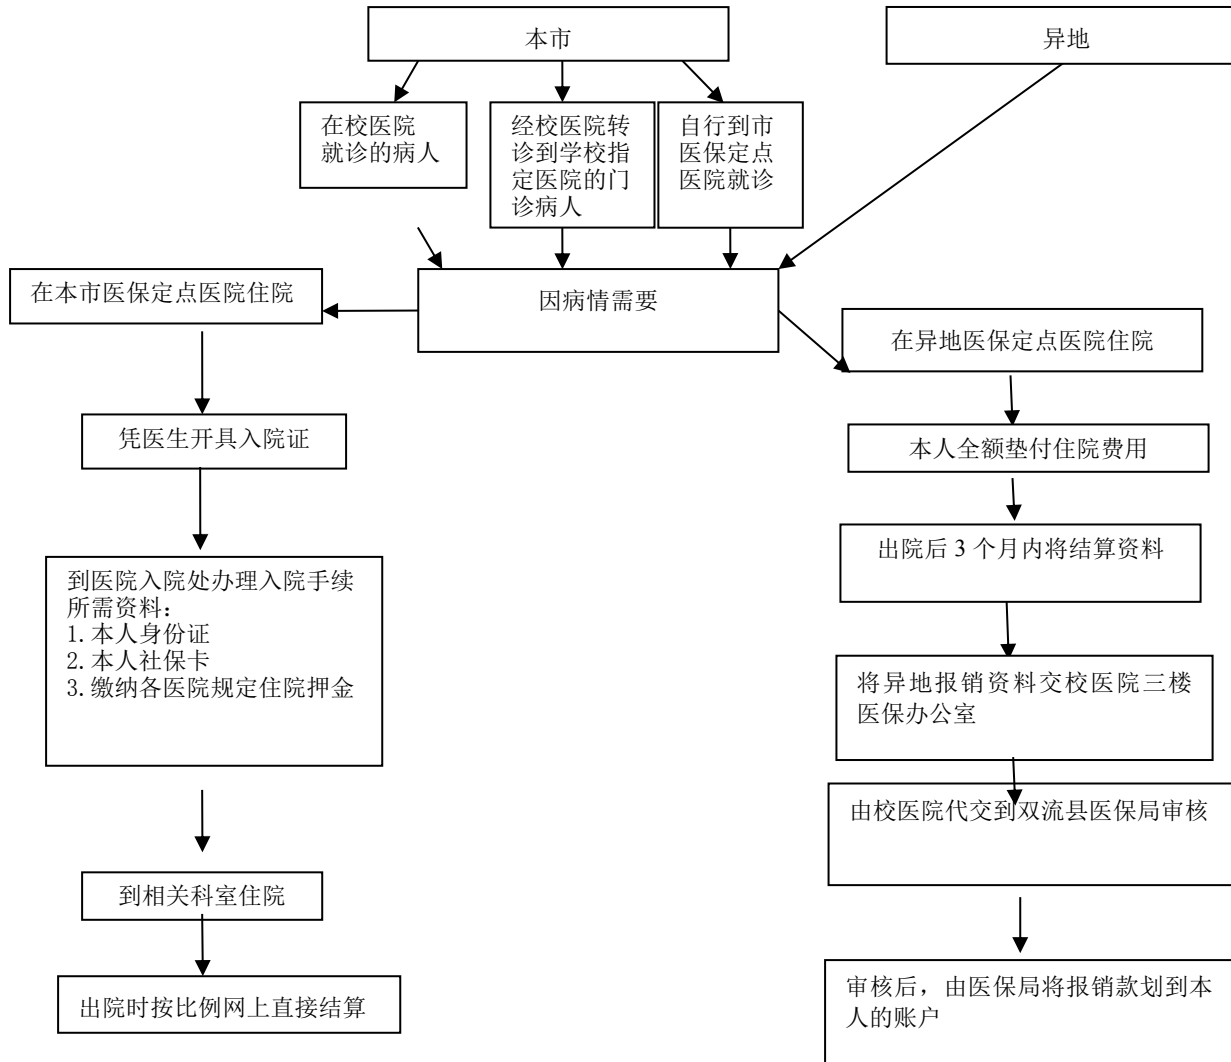 本市
异地
在校医院
就诊的病人
经校医院转
诊到学校指
定医院的门
诊病人
自行到市
医保定点
医院就诊
因病情需要
在本市医保定点医院住院
凭医生开具入院证
到医院入院处办理入院手续
所需资料：
1.本人身份证
2.本人社保卡
3.缴纳各医院规定住院押金
到相关科室住院
出院时按比例网上直接结算
在异地医保定点医院住院
本人全额垫付住院费用
出院后 3 个月内将结算资料
将异地报销资料交校医院三楼
医保办公室
由校医院代交到双流县医保局审核
审核后，由医保局将报销款划到本
人的账户